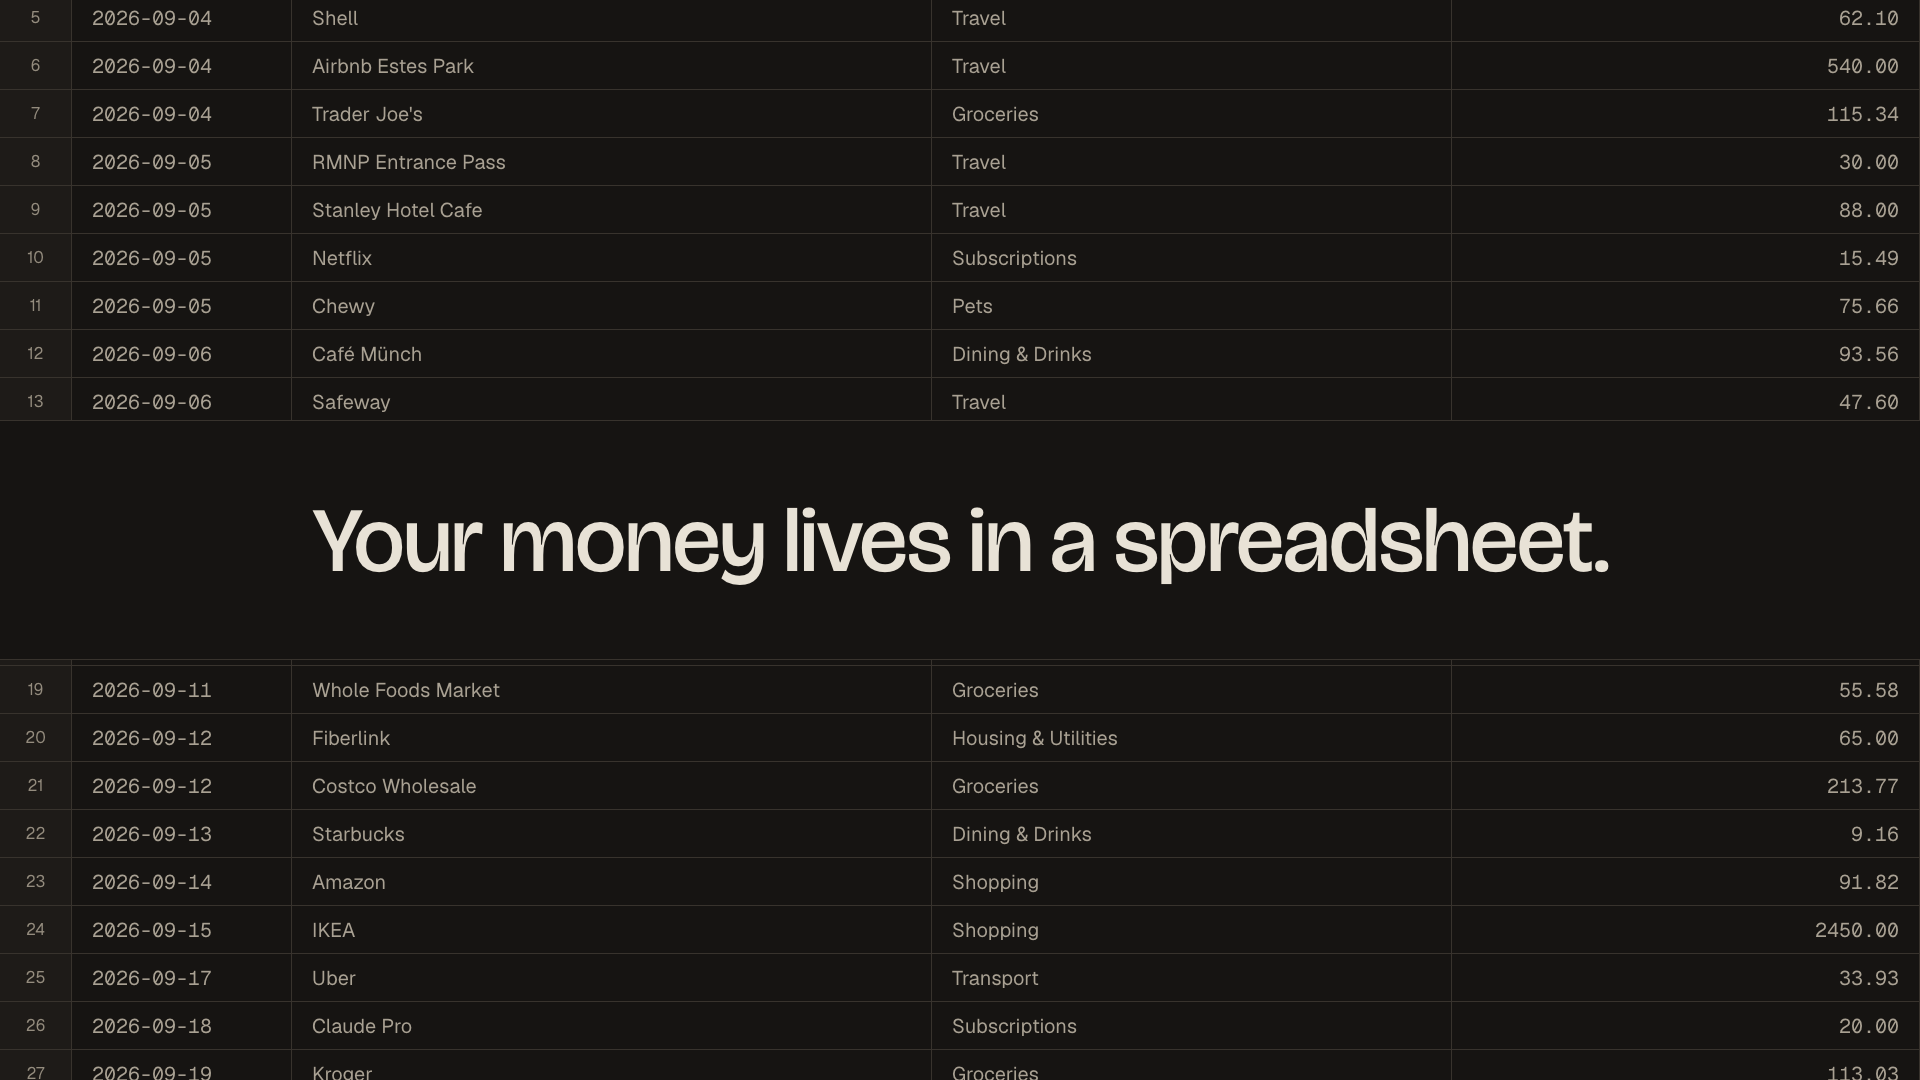 5 2026-09-04 Shell Travel 62.10
6 2026-09-04 Airbnb Estes Park Travel 540.00
7 2026-09-04 Trader Joe's Groceries 115.34
8 2026-09-05 RMNP Entrance Pass Travel 30.00
9 2026-09-05 Stanley Hotel Cafe Travel 88.00
10 2026-09-05 Netflix Subscriptions 15.49
11 2026-09-05 Chewy Pets 75.66
12 2026-09-06 Café Münch Dining & Drinks 93.56
13 2026-09-06 Safeway Travel 47.60
Your money lives in a spreadsheet.
19 2026-09-11 Whole Foods Market Groceries 55.58
20 2026-09-12 Fiberlink Housing & Utilities 65.00
21 2026-09-12 Costco Wholesale Groceries 213.77
22 2026-09-13 Starbucks Dining & Drinks 9.16
23 2026-09-14 Amazon Shopping 91.82
24 2026-09-15 IKEA Shopping 2450.00
25 2026-09-17 Uber Transport 33.93
26 2026-09-18 Claude Pro Subscriptions 20.00
27 2026-09-19 Kroger Groceries 113.03